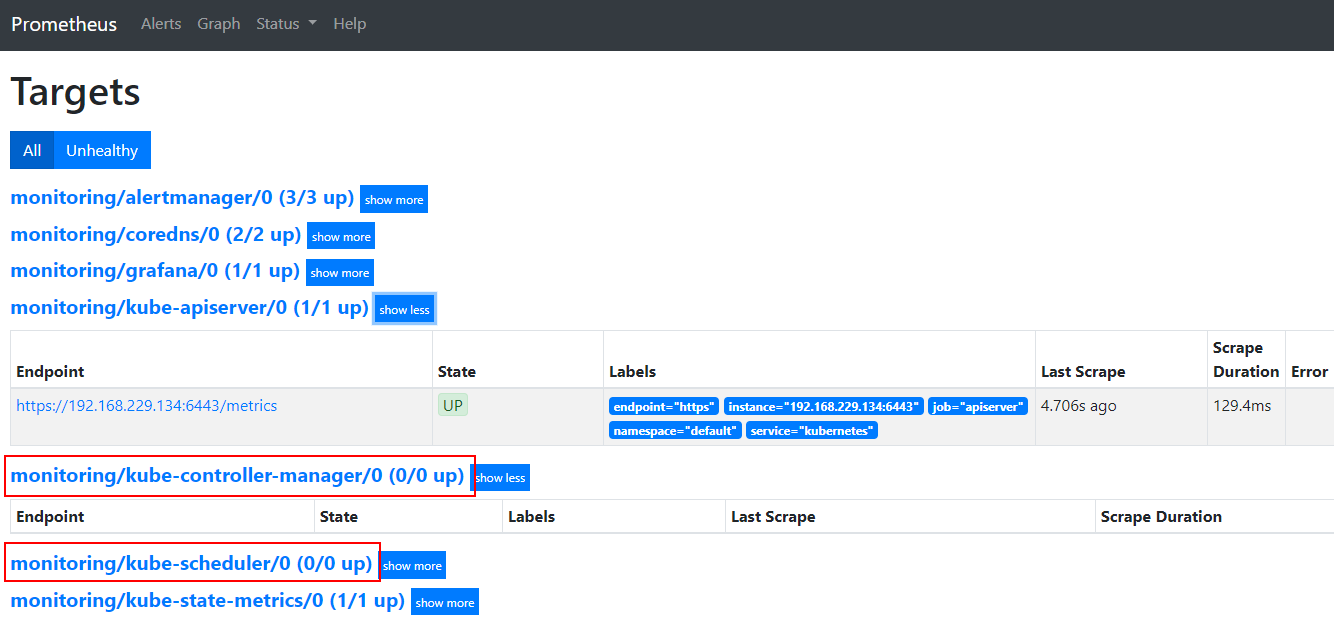 Prometheus Alerts Graph Status Help
Targets
All Unhealthy
monitoring/alertmanager/0 (3/3 up) show more
monitoring/coredns/0 (2/2 up) show more
monitoring/grafana/0 (1/1 up) show more
monitoring/kube-apiserver/0 (1/1 up) show less
Endpoint State Labels Last Scrape Scrape Duration Error
https://192.168.229.134:6443/metrics UP endpoint="https" instance="192.168.229.134:6443" job="apiserver" 4.706s ago 129.4ms
namespace="default" service="kubernetes"
monitoring/kube-controller-manager/0 (0/0 up) show less
Endpoint State Labels Last Scrape Scrape Duration
monitoring/kube-scheduler/0 (0/0 up) show more
monitoring/kube-state-metrics/0 (1/1 up) show more